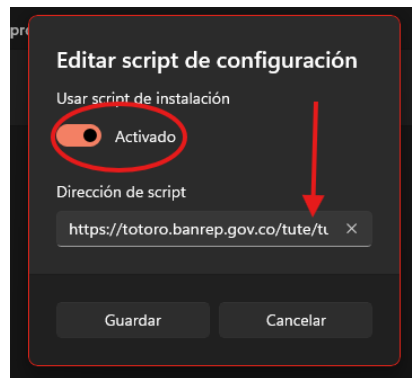 Editar script de configuración
Usar script de instalación
Activado
Dirección de script
https://totoro.banrep.gov.co/tute/tu
Guardar
Cancelar